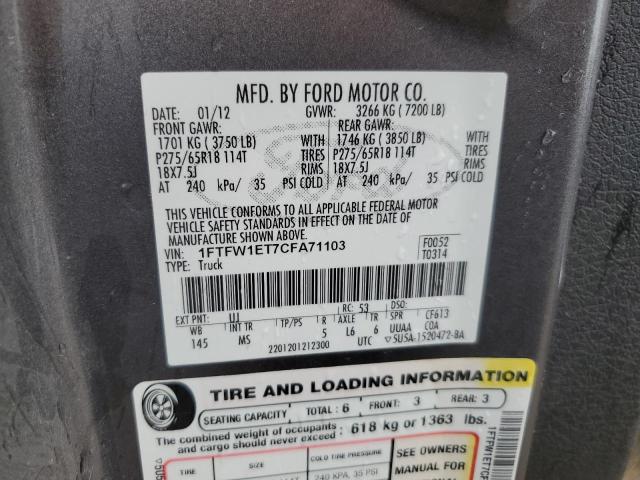 MFD. BY FORD MOTOR CO.
DATE: 01/12 GVWR: 3266 KG ( 7200 LB)
FRONT GAWR: REAR GAWR:
1701 KG ( 3750 LB) WITH 1746 KG ( 3850 LB) WITH
P275/65R18 114T TIRES P275/65R18 114T TIRES
18X7.5J RIMS 18X7.5J RIMS
AT 240 kPa/ 35 PSI COLD AT 240 kPa/ 35 PSI COLD
THIS VEHICLE CONFORMS TO ALL APPLICABLE FEDERAL MOTOR
VEHICLE SAFETY STANDARDS IN EFFECT ON THE DATE OF
MANUFACTURE SHOWN ABOVE.
VIN: 1FTFW1ET7CFA71103 F0052
TYPE: Truck T0314
EXT PNT: UJ RC: 53 DSO:
WB INT TR TP/PS R AXLE TR SPR CF613
145 MS 5 L6 6 UUAA COA
2201201212300 UTC ▽5U5A-1520472-BA
TIRE AND LOADING INFORMATION
SEATING CAPACITY TOTAL: 6 FRONT: 3 REAR: 3
The combined weight of occupants and cargo should never exceed: 618 kg or 1363 lbs.
TIRE SIZE COLD TIRE PRESSURE SEE OWNERS
240 KPA, 35 PSI MANUAL FOR